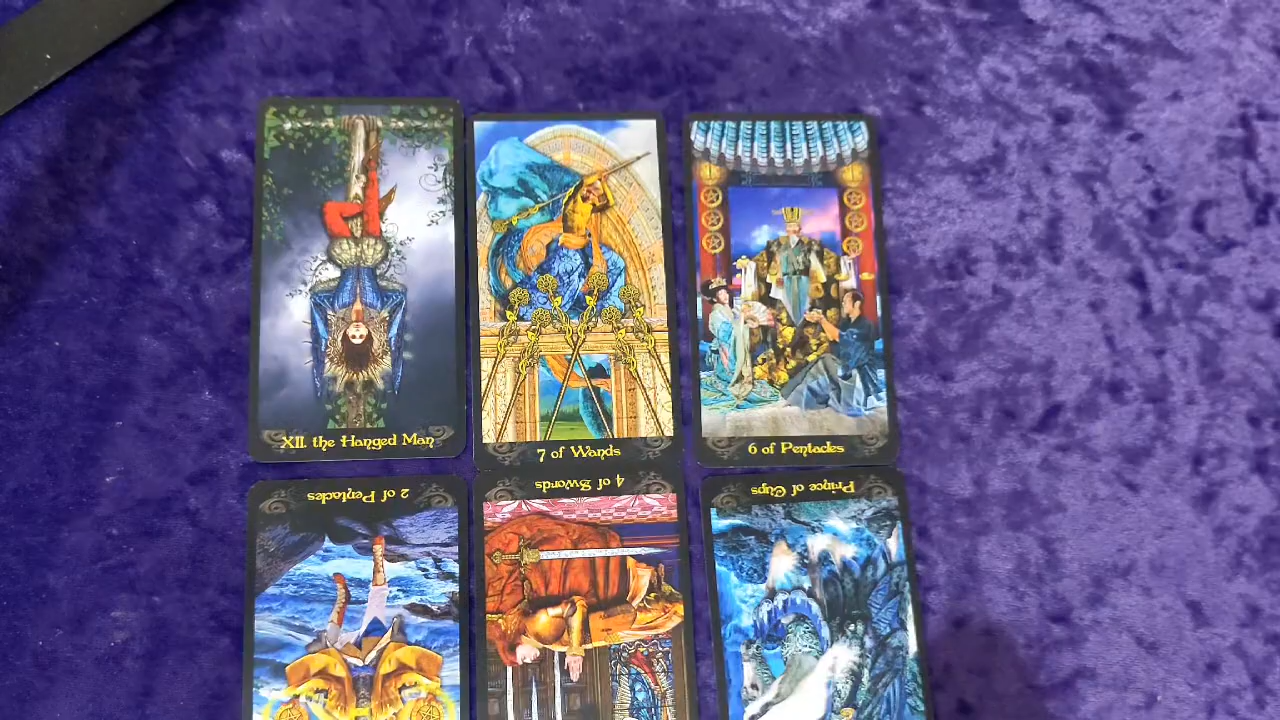 XII. the Hanged Man
7 of Wands
6 of Pentacles
2 of Pentacles
4 of Swords
Prince of Cups